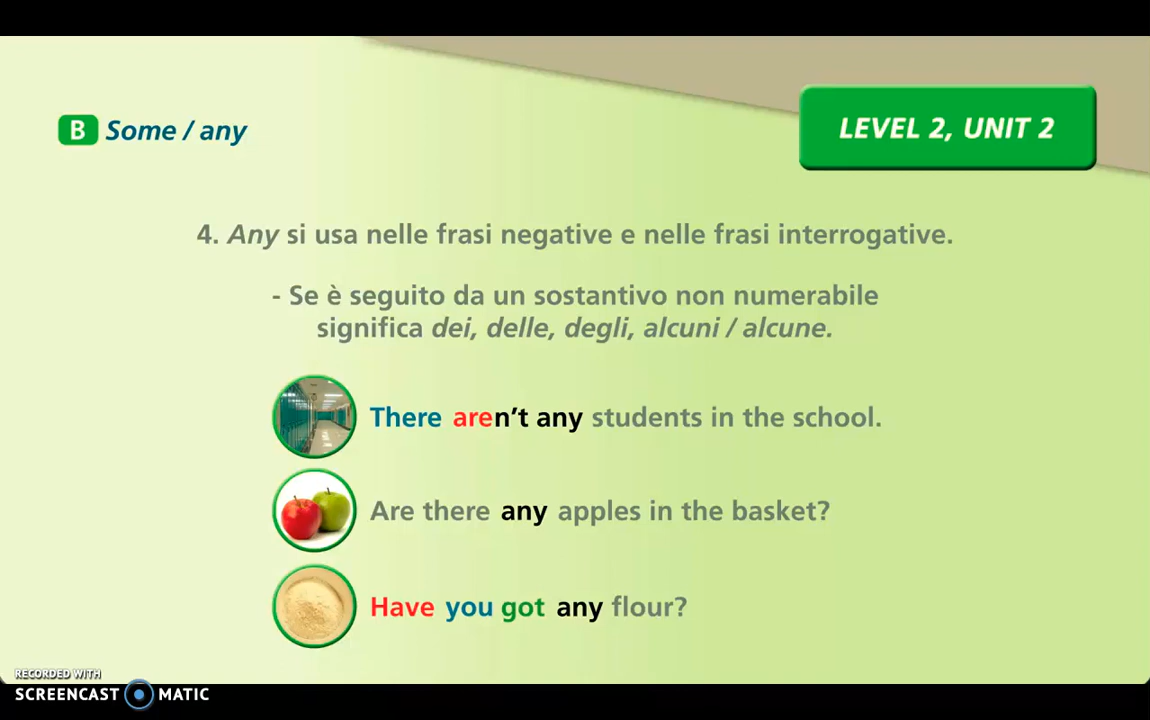 B Some / any
LEVEL 2, UNIT 2
4. Any si usa nelle frasi negative e nelle frasi interrogative.
- Se è seguito da un sostantivo non numerabile
significa dei, delle, degli, alcuni / alcune.
There aren't any students in the school.
Are there any apples in the basket?
Have you got any flour?
RECORDED WITH
SCREENCAST MATIC